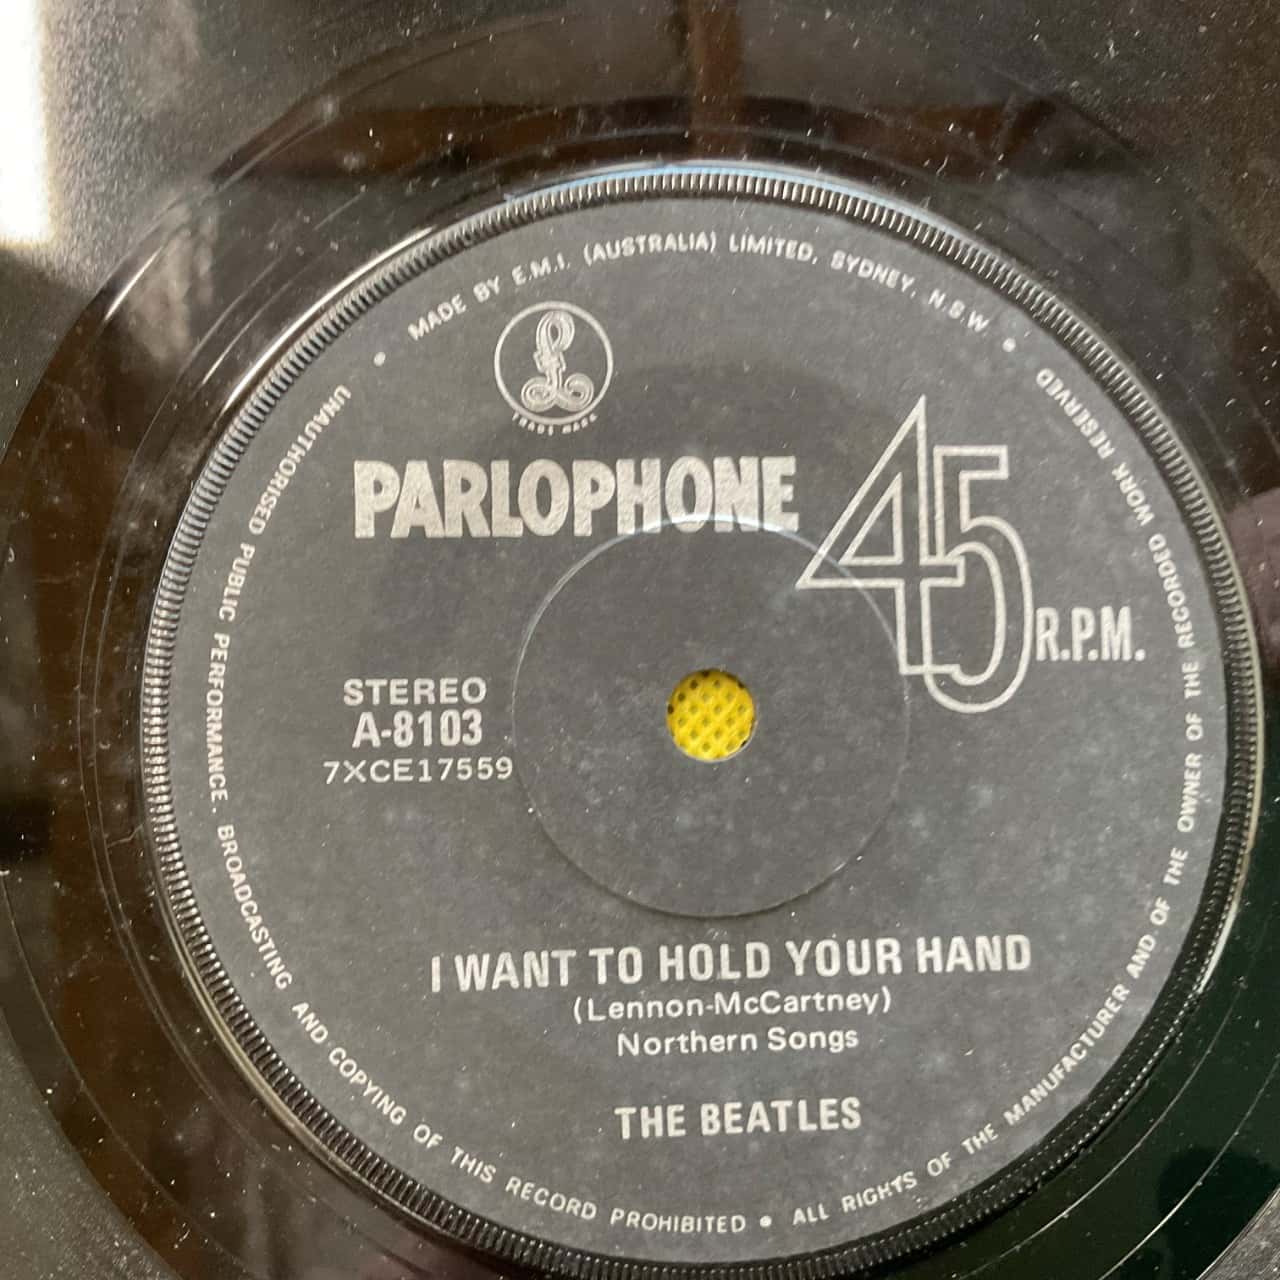 MADE BY E.M.I. (AUSTRALIA) LIMITED, SYDNEY, N.S.W
TRADE MARK
PARLOPHONE
45 R.P.M.
STEREO
A-8103
7XCE17559
I WANT TO HOLD YOUR HAND
(Lennon-McCartney)
Northern Songs
THE BEATLES
UNAUTHORISED PUBLIC PERFORMANCE, BROADCASTING AND COPYING OF THIS RECORD PROHIBITED • ALL RIGHTS OF THE MANUFACTURER AND OF THE OWNER OF THE RECORDED WORK RESERVED